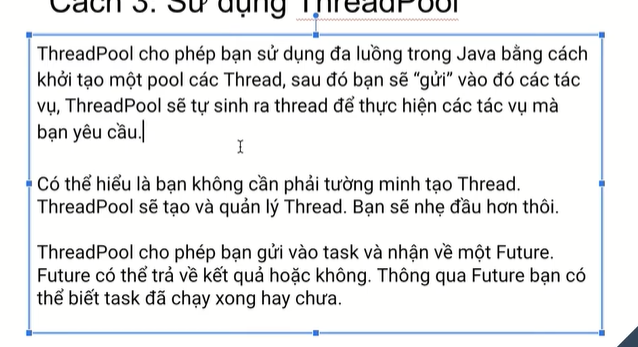 Cách 3: Sử dụng ThreadPool
ThreadPool cho phép bạn sử dụng đa luồng trong Java bằng cách
khởi tạo một pool các Thread, sau đó bạn sẽ “gửi” vào đó các tác
vụ, ThreadPool sẽ tự sinh ra thread để thực hiện các tác vụ mà
bạn yêu cầu.
Có thể hiểu là bạn không cần phải tường minh tạo Thread.
ThreadPool sẽ tạo và quản lý Thread. Bạn sẽ nhẹ đầu hơn thôi.
ThreadPool cho phép bạn gửi vào task và nhận về một Future.
Future có thể trả về kết quả hoặc không. Thông qua Future bạn có
thể biết task đã chạy xong hay chưa.